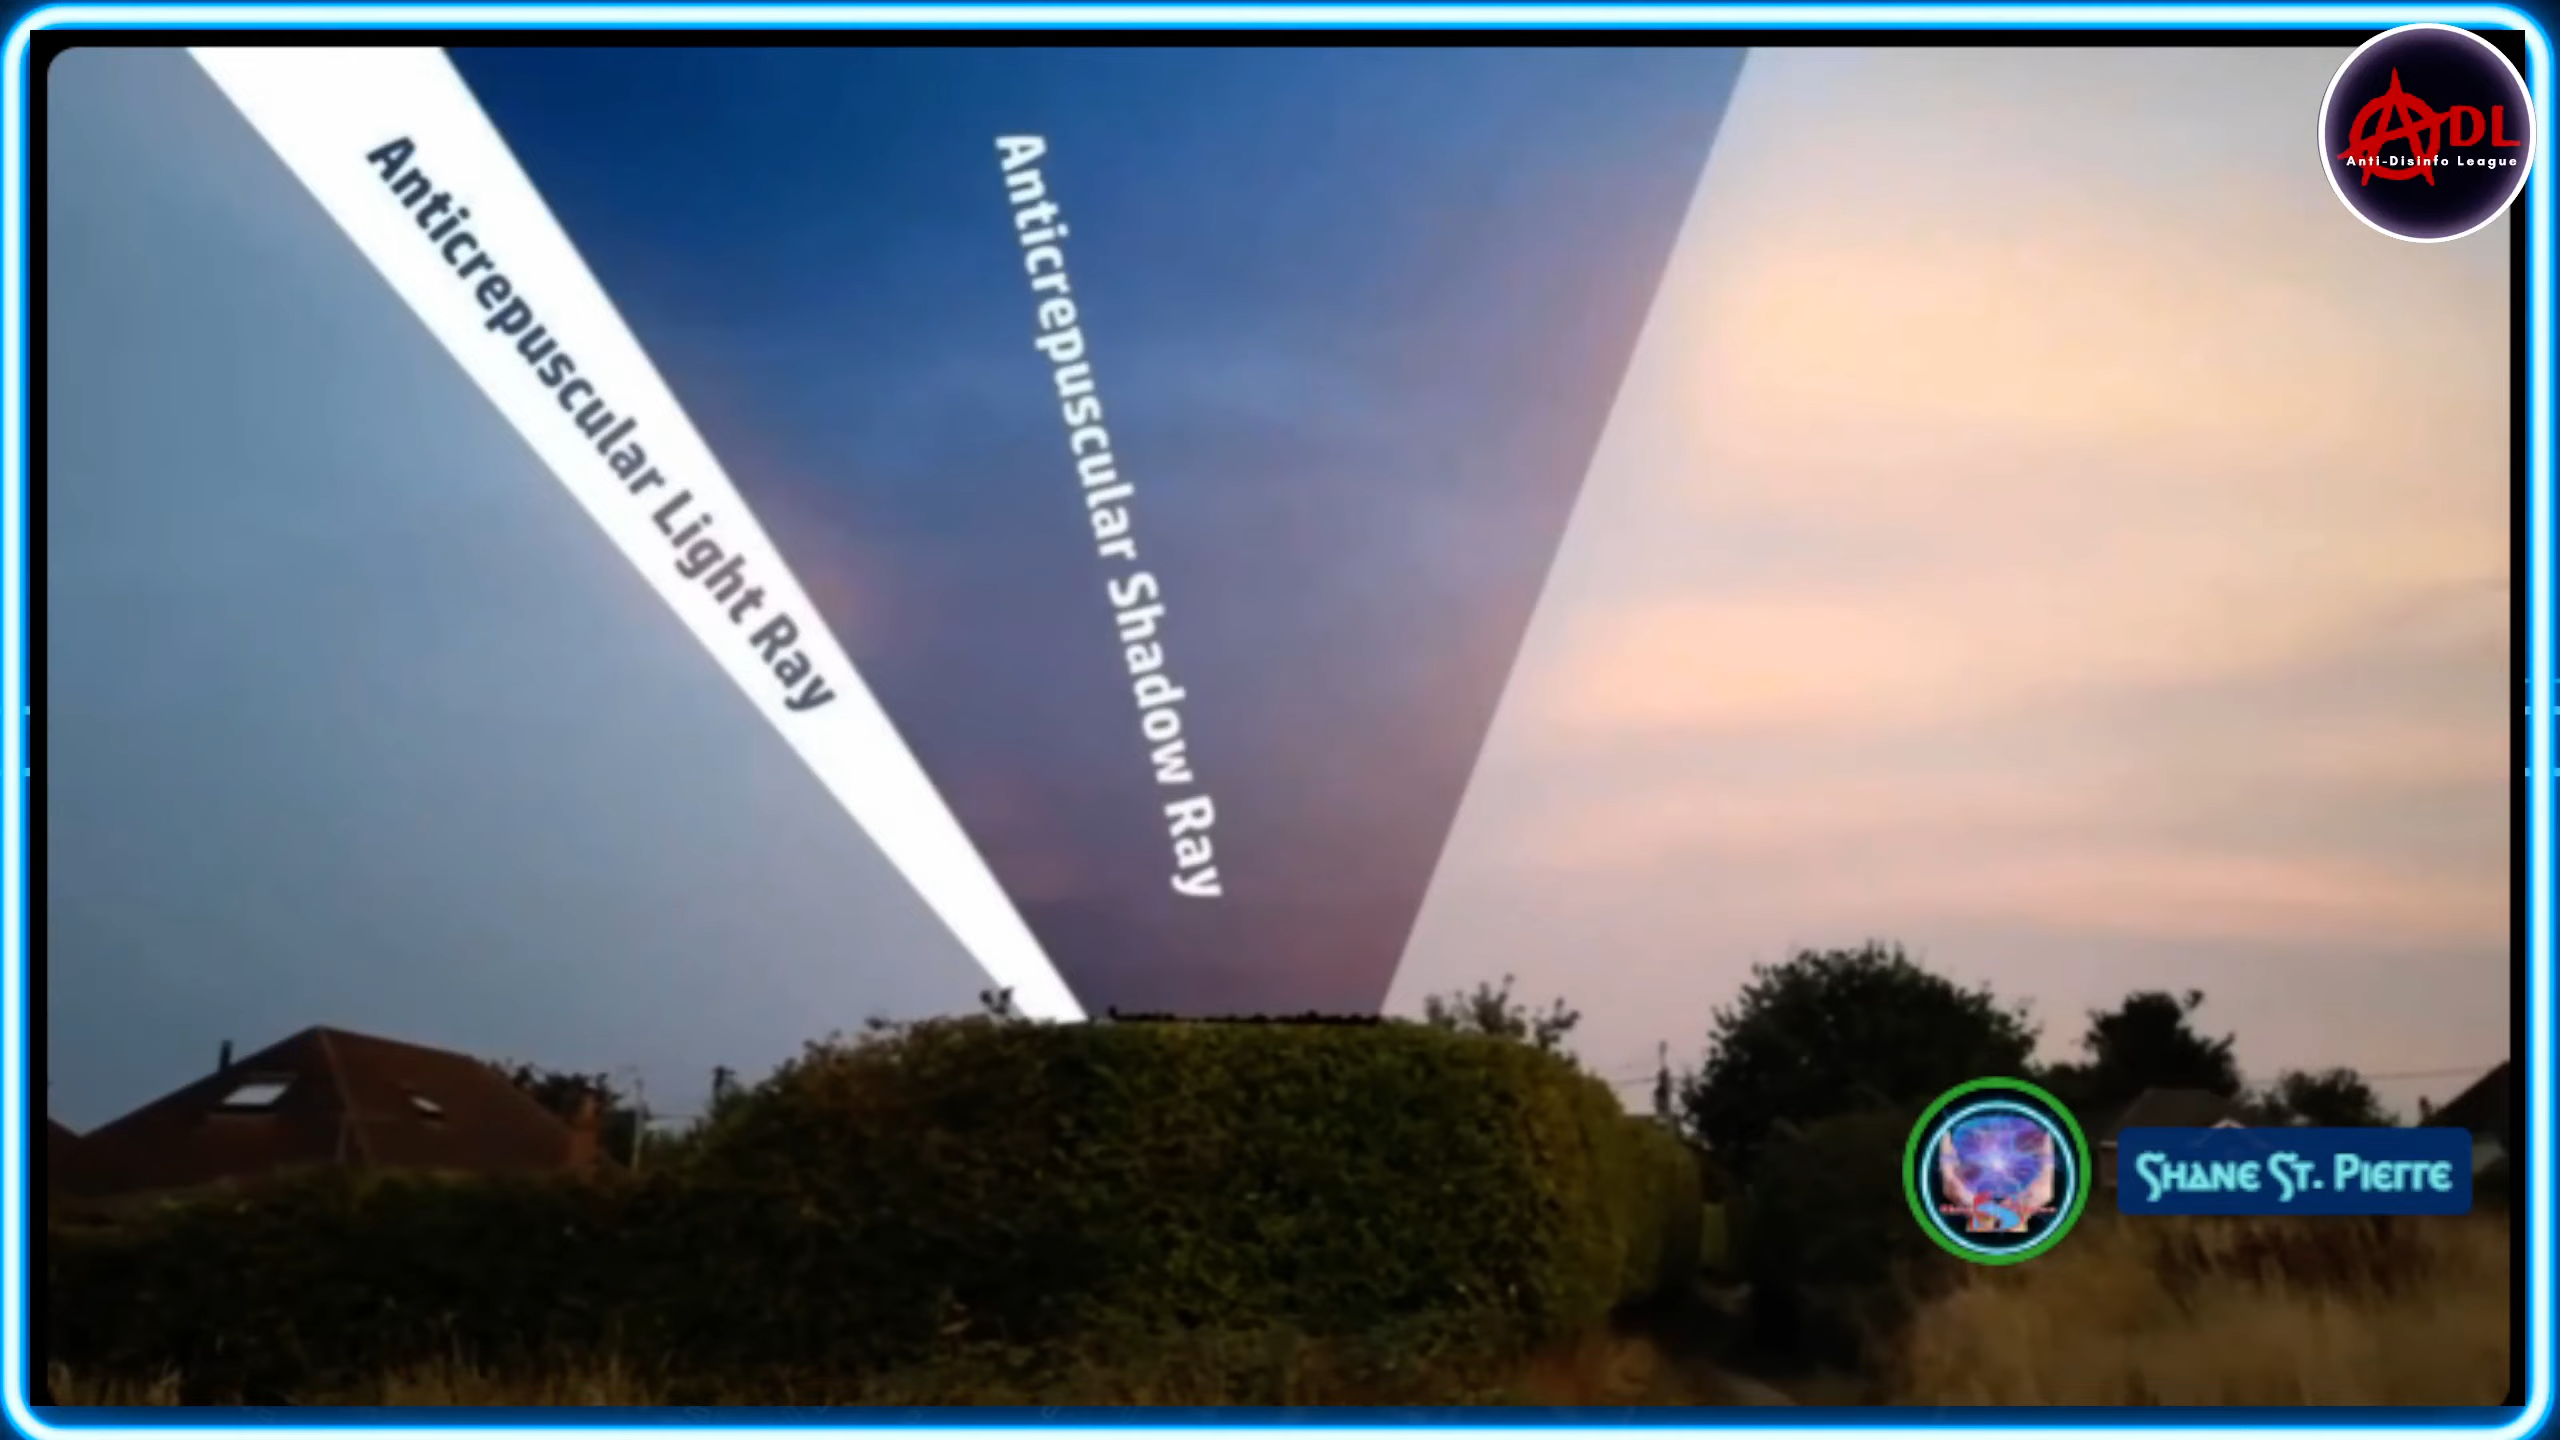 ADL
Anti-Disinfo League
Anticrepuscular Light Ray
Anticrepuscular Shadow Ray
Shane St. Pierre